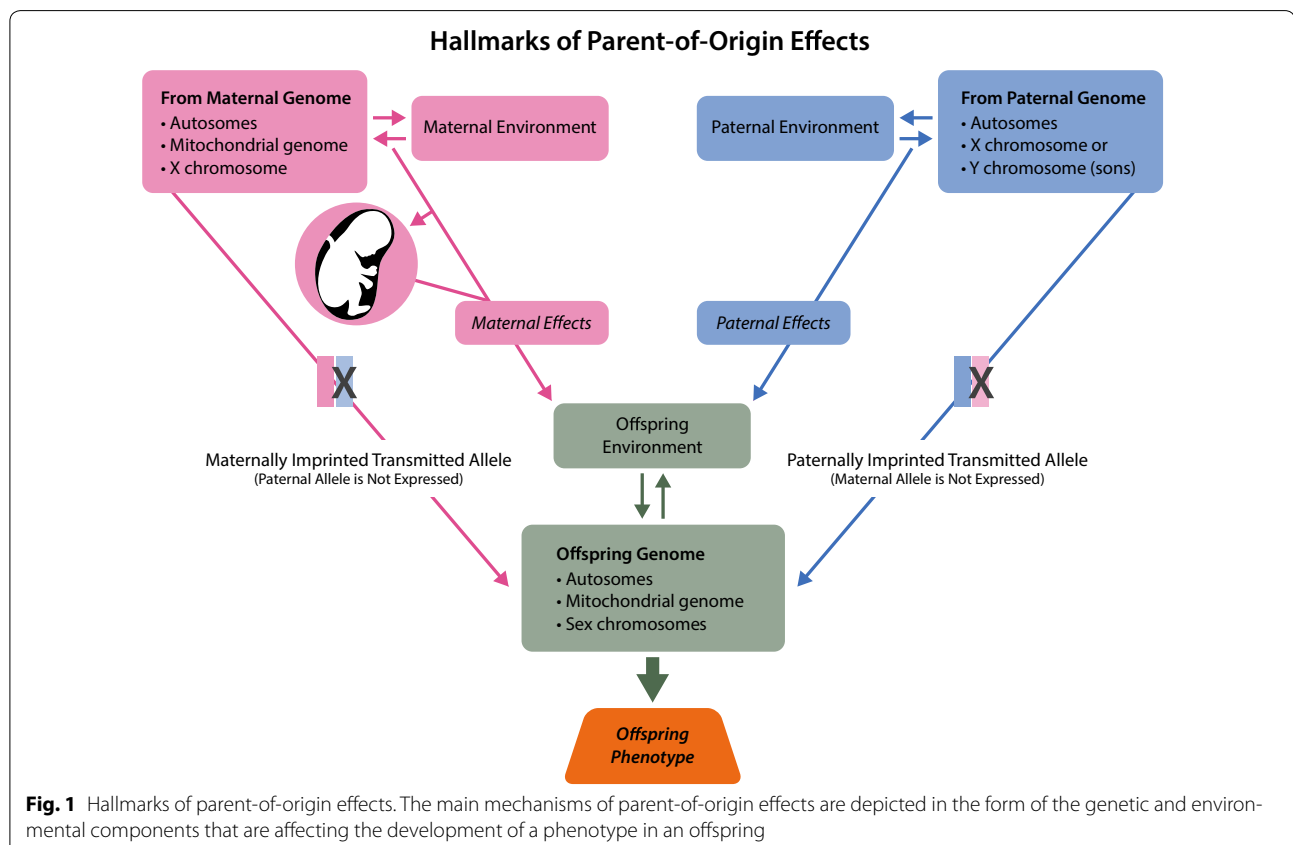 Hallmarks of Parent-of-Origin Effects
From Maternal Genome
• Autosomes
• Mitochondrial genome
• X chromosome
Maternal Environment
Paternal Environment
From Paternal Genome
• Autosomes
• X chromosome or
• Y chromosome (sons)
Maternal Effects
Paternal Effects
X
X
Offspring
Environment
Maternally Imprinted Transmitted Allele
(Paternal Allele is Not Expressed)
Paternally Imprinted Transmitted Allele
(Maternal Allele is Not Expressed)
Offspring Genome
• Autosomes
• Mitochondrial genome
• Sex chromosomes
Offspring
Phenotype
Fig. 1 Hallmarks of parent-of-origin effects. The main mechanisms of parent-of-origin effects are depicted in the form of the genetic and environ-
mental components that are affecting the development of a phenotype in an offspring